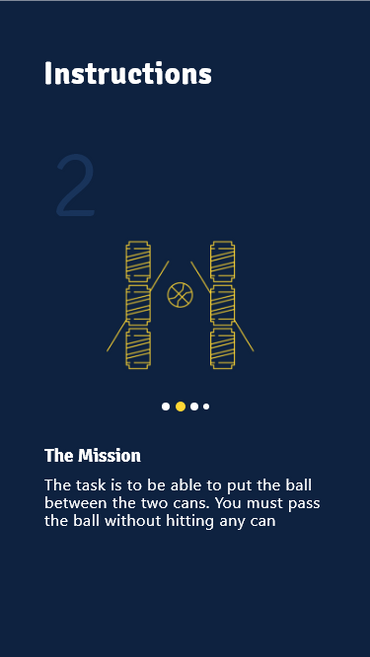 Instructions
2
The Mission
The task is to be able to put the ball
between the two cans. You must pass
the ball without hitting any can